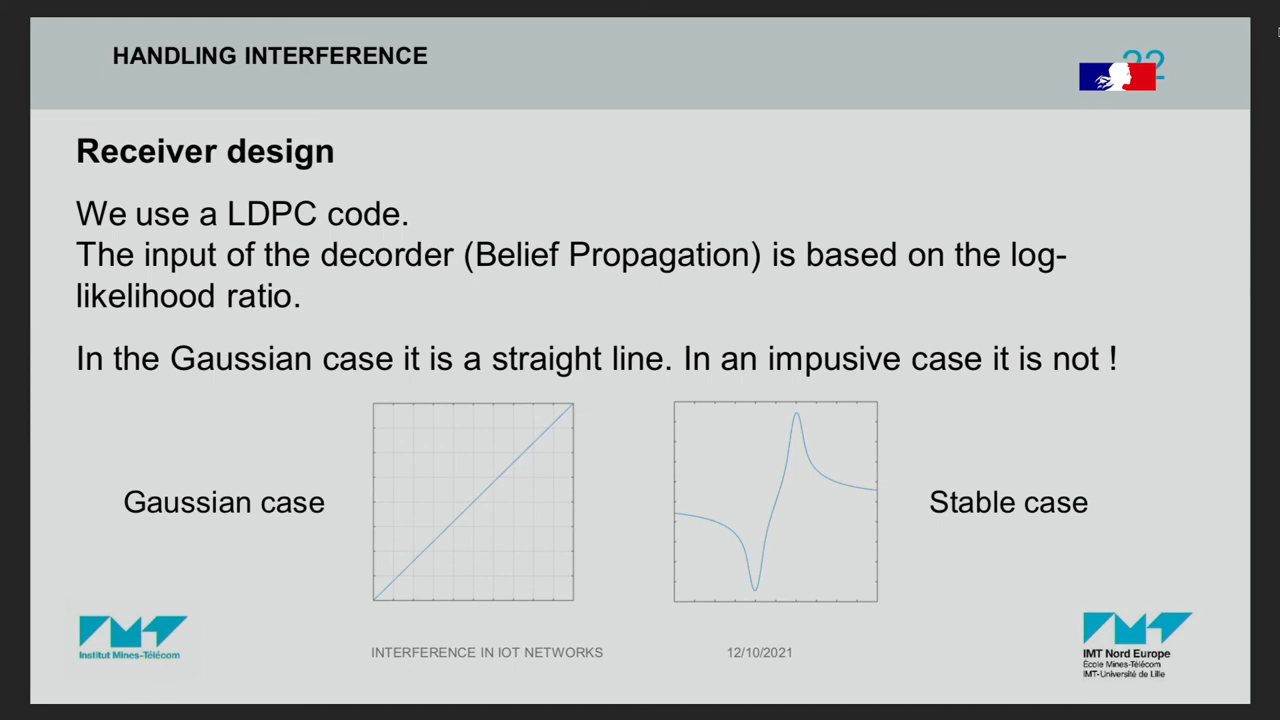 HANDLING INTERFERENCE
22
Receiver design
We use a LDPC code.
The input of the decorder (Belief Propagation) is based on the log-
likelihood ratio.
In the Gaussian case it is a straight line. In an impusive case it is not !
Gaussian case
Stable case
Institut Mines-Télécom
INTERFERENCE IN IOT NETWORKS
12/10/2021
IMT Nord Europe
École Mines-Télécom
IMT-Université de Lille